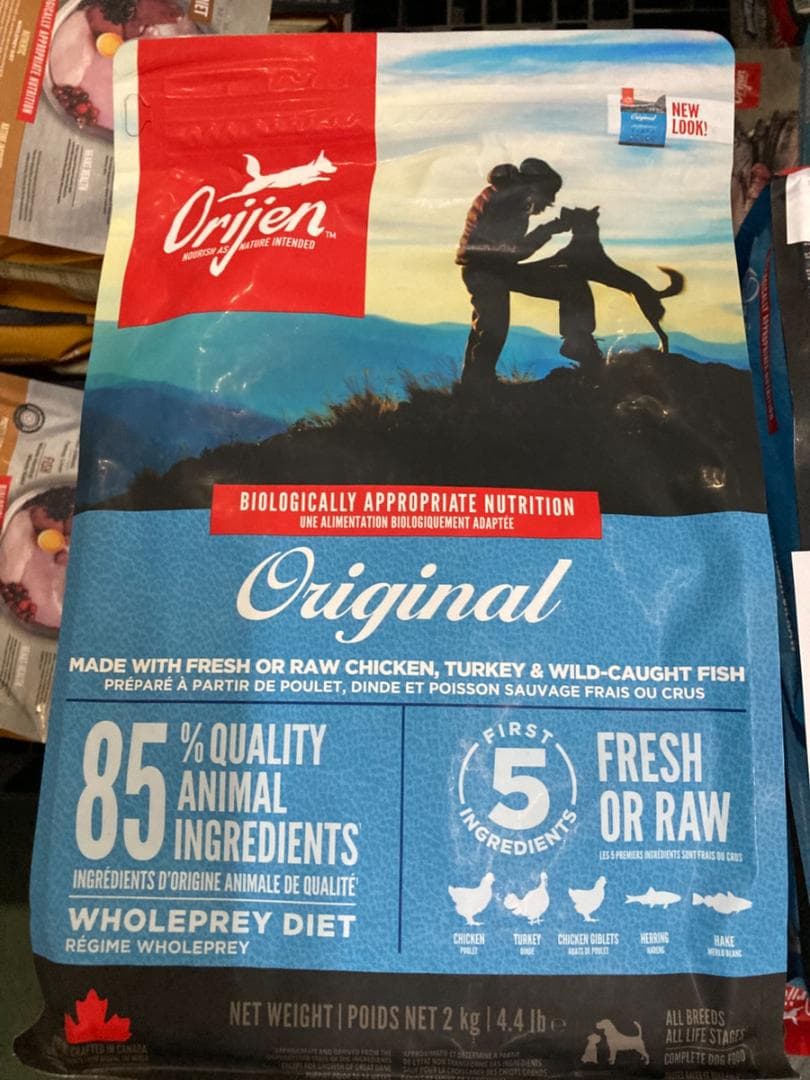 NEW
LOOK!
Orijen™
NOURISH AS NATURE INTENDED
BIOLOGICALLY APPROPRIATE NUTRITION
UNE ALIMENTATION BIOLOGIQUEMENT ADAPTÉE
Original
MADE WITH FRESH OR RAW CHICKEN, TURKEY & WILD-CAUGHT FISH
PRÉPARÉ À PARTIR DE POULET, DINDE ET POISSON SAUVAGE FRAIS OU CRUS
85% QUALITY
ANIMAL
INGREDIENTS
INGRÉDIENTS D'ORIGINE ANIMALE DE QUALITÉ
WHOLEPREY DIET
RÉGIME WHOLEPREY
FIRST
5
INGREDIENTS
FRESH
OR RAW
LES 5 PREMIERS INGRÉDIENTS SONT FRAIS OU CRUS
CHICKEN
POULET
TURKEY
DINDE
CHICKEN GIBLETS
ABATS DE POULET
HERRING
HARENG
HAKE
MERLU BLANC
NET WEIGHT | POIDS NET 2 kg | 4.4 lb e
CRAFTED IN CANADA
ALL BREEDS
ALL LIFE STAGES
COMPLETE DOG FOOD